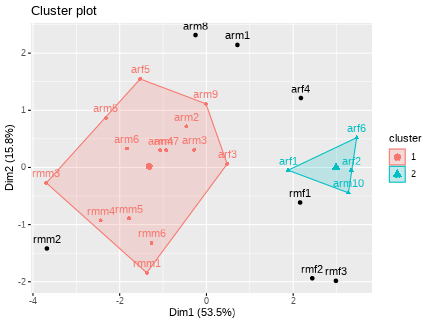 Cluster plot
arm8
arm1
arf5
arm9
arf4
arm5
arm2
arf6
arm6
arm3
arf3
arf1
arf2
rmm3
arm10
rmf1
rmm4
rmm5
rmm2
rmm6
rmm1
rmf2
rmf3
2
1
0
-1
-2
-4
-2
0
2
Dim1 (53.5%)
Dim2 (15.8%)
cluster
1
2